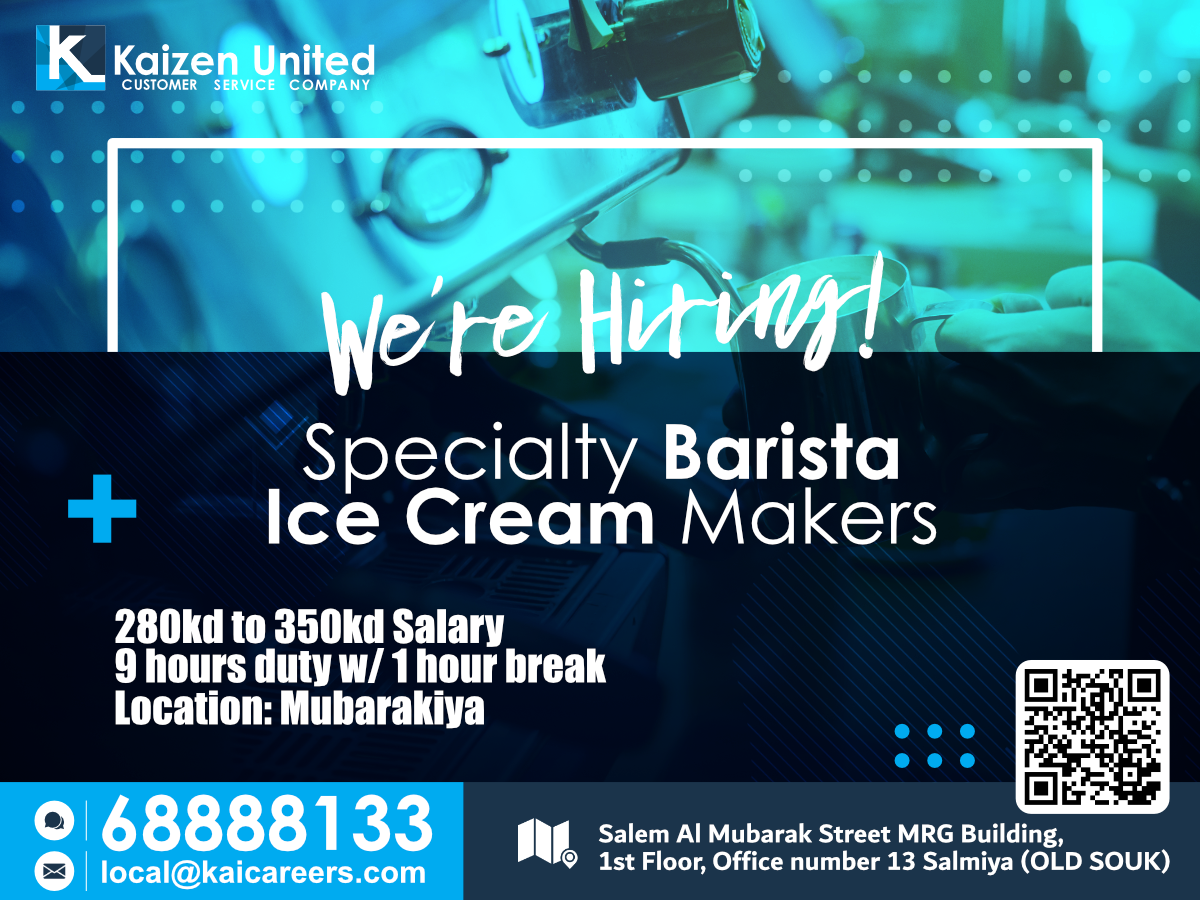 K
Kaizen United
CUSTOMER SERVICE COMPANY
We're Hiring!
Specialty Barista
Ice Cream Makers
280kd to 350kd Salary
9 hours duty w/ 1 hour break
Location: Mubarakiya
68888133
local@kaicareers.com
Salem Al Mubarak Street MRG Building,
1st Floor, Office number 13 Salmiya (OLD SOUK)